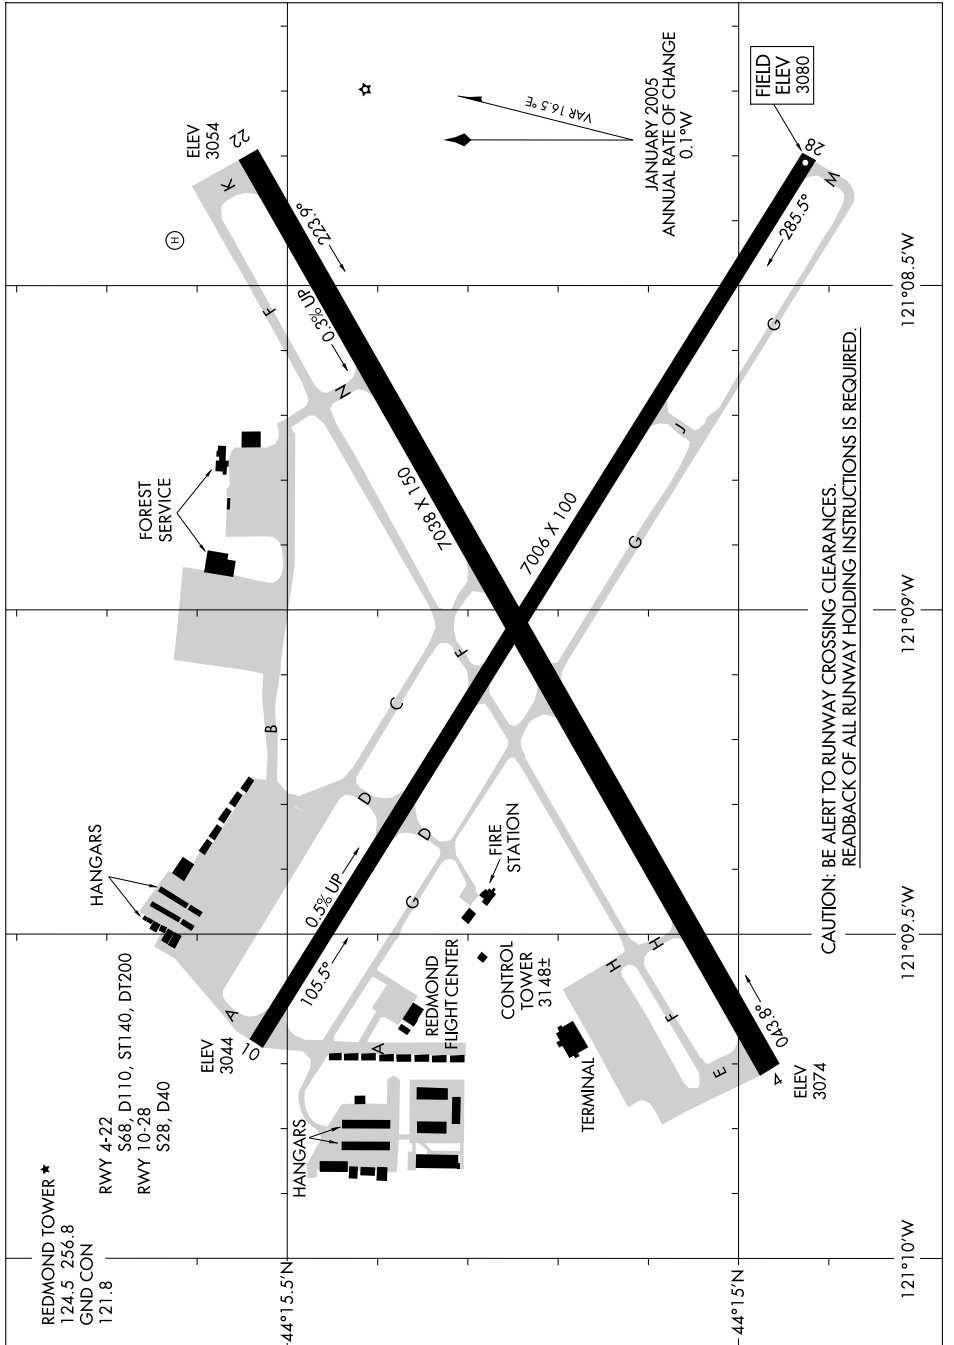 REDMOND TOWER
124.5 256.8
GND CON
121.8
RWY 4-22
S68, D110, ST140, DT200
RWY 10-28
S28, D40
HANGARS
FOREST
SERVICE
ELEV
3054
22
K
H
223.9°
0.3% UP
F
N
7038 X 150
B
C
F
D
D
0.5% UP
105.5°
G
A
ELEV
3044
10
A
HANGARS
REDMOND
FLIGHT CENTER
FIRE
STATION
CONTROL
TOWER
3148±
TERMINAL
H
H
F
E
043.8°
4
ELEV
3074
7006 X 100
G
J
G
285.5°
M
28
FIELD
ELEV
3080
VAR 16.5°E
JANUARY 2005
ANNUAL RATE OF CHANGE
0.1°W
44°15.5'N
44°15'N
121°10'W
121°09.5'W
121°09'W
121°08.5'W
CAUTION: BE ALERT TO RUNWAY CROSSING CLEARANCES.
READBACK OF ALL RUNWAY HOLDING INSTRUCTIONS IS REQUIRED.